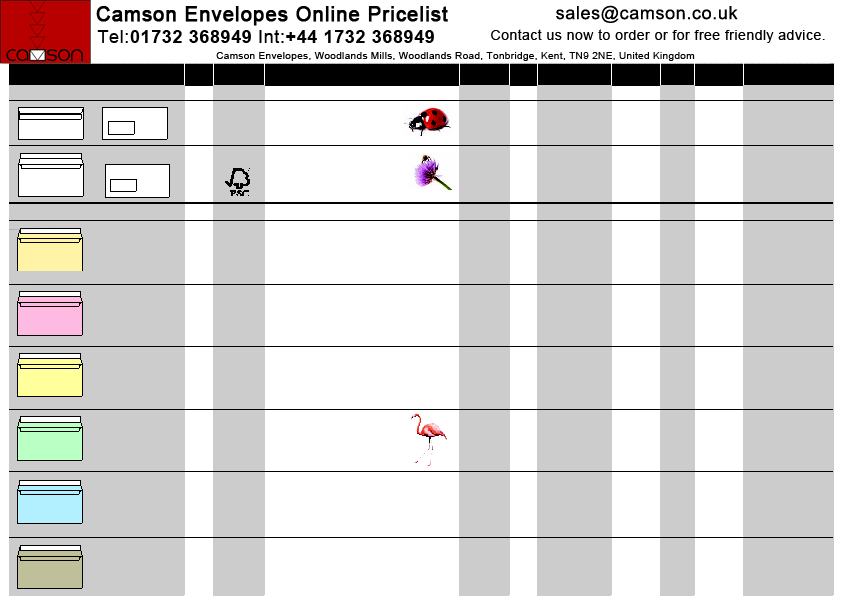 Camson Envelopes Online Pricelist
sales@camson.co.uk
Tel:01732 368949 Int:+44 1732 368949
Contact us now to order or for free friendly advice.
camson
Camson Envelopes, Woodlands Mills, Woodlands Road, Tonbridge, Kent, TN9 2NE, United Kingdom
FSC